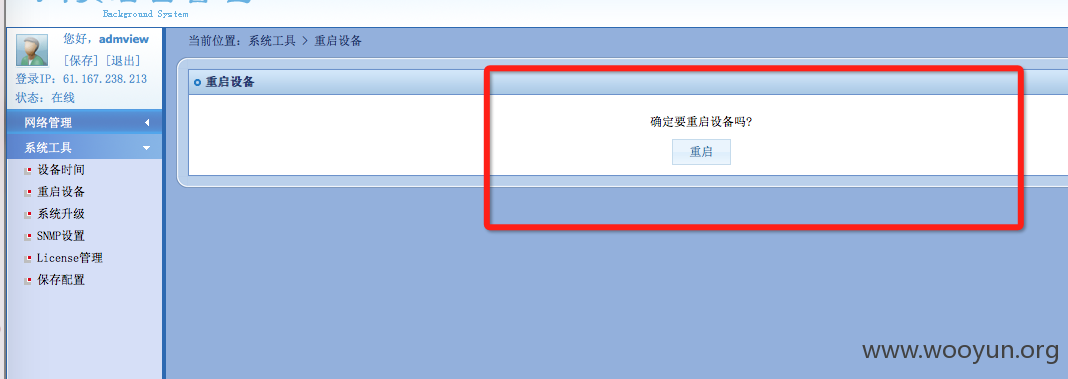 Background System
您好，admview
[保存] [退出]
登录IP：61.167.238.213
状态：在线
网络管理
系统工具
设备时间
重启设备
系统升级
SNMP设置
License管理
保存配置
当前位置：系统工具 > 重启设备
重启设备
确定要重启设备吗?
重启
www.wooyun.org